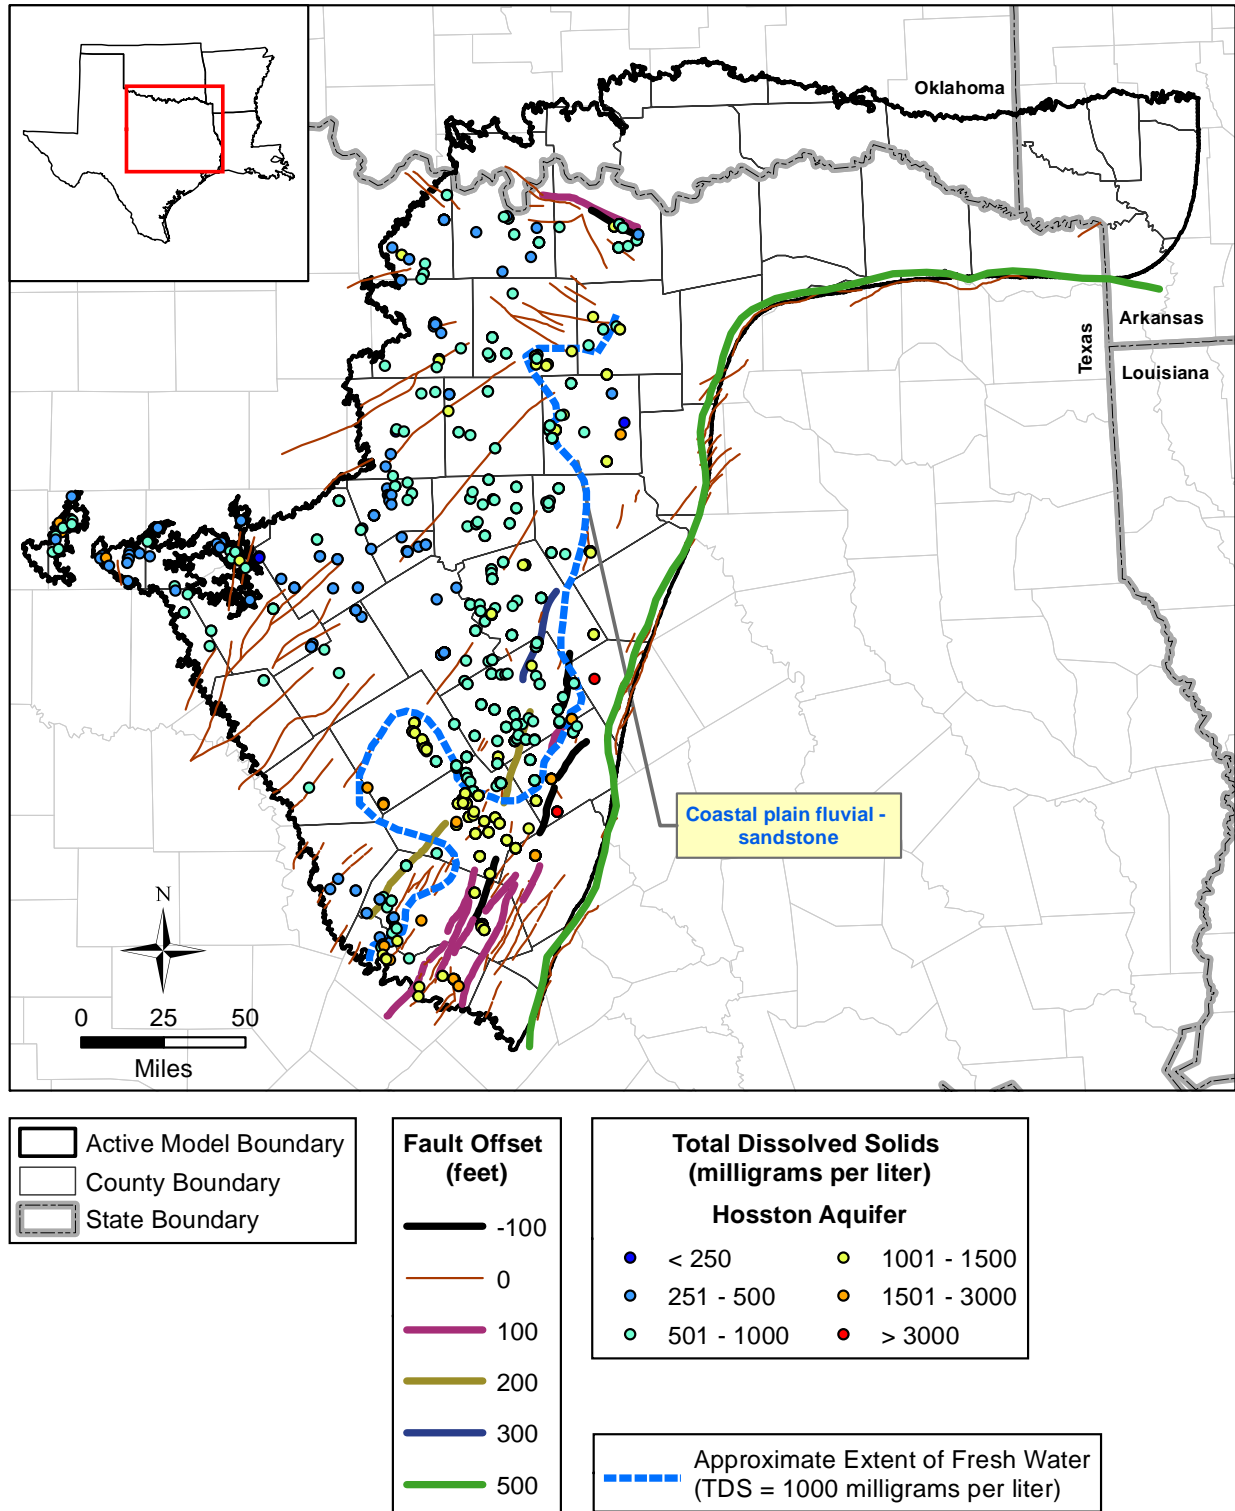 Oklahoma
Arkansas
Texas
Louisiana
Coastal plain fluvial -
sandstone
N
0 25 50
Miles
Active Model Boundary
County Boundary
State Boundary
Fault Offset
(feet)
-100
0
100
200
300
500
Total Dissolved Solids
(milligrams per liter)
Hosston Aquifer
< 250
251 - 500
501 - 1000
1001 - 1500
1501 - 3000
> 3000
Approximate Extent of Fresh Water
(TDS = 1000 milligrams per liter)